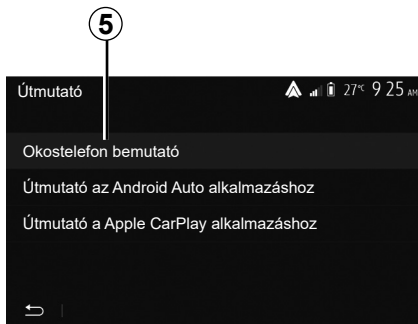 5
Útmutató 27°C 9 25 AM
Okostelefon bemutató
Útmutató az Android Auto alkalmazáshoz
Útmutató a Apple CarPlay alkalmazáshoz